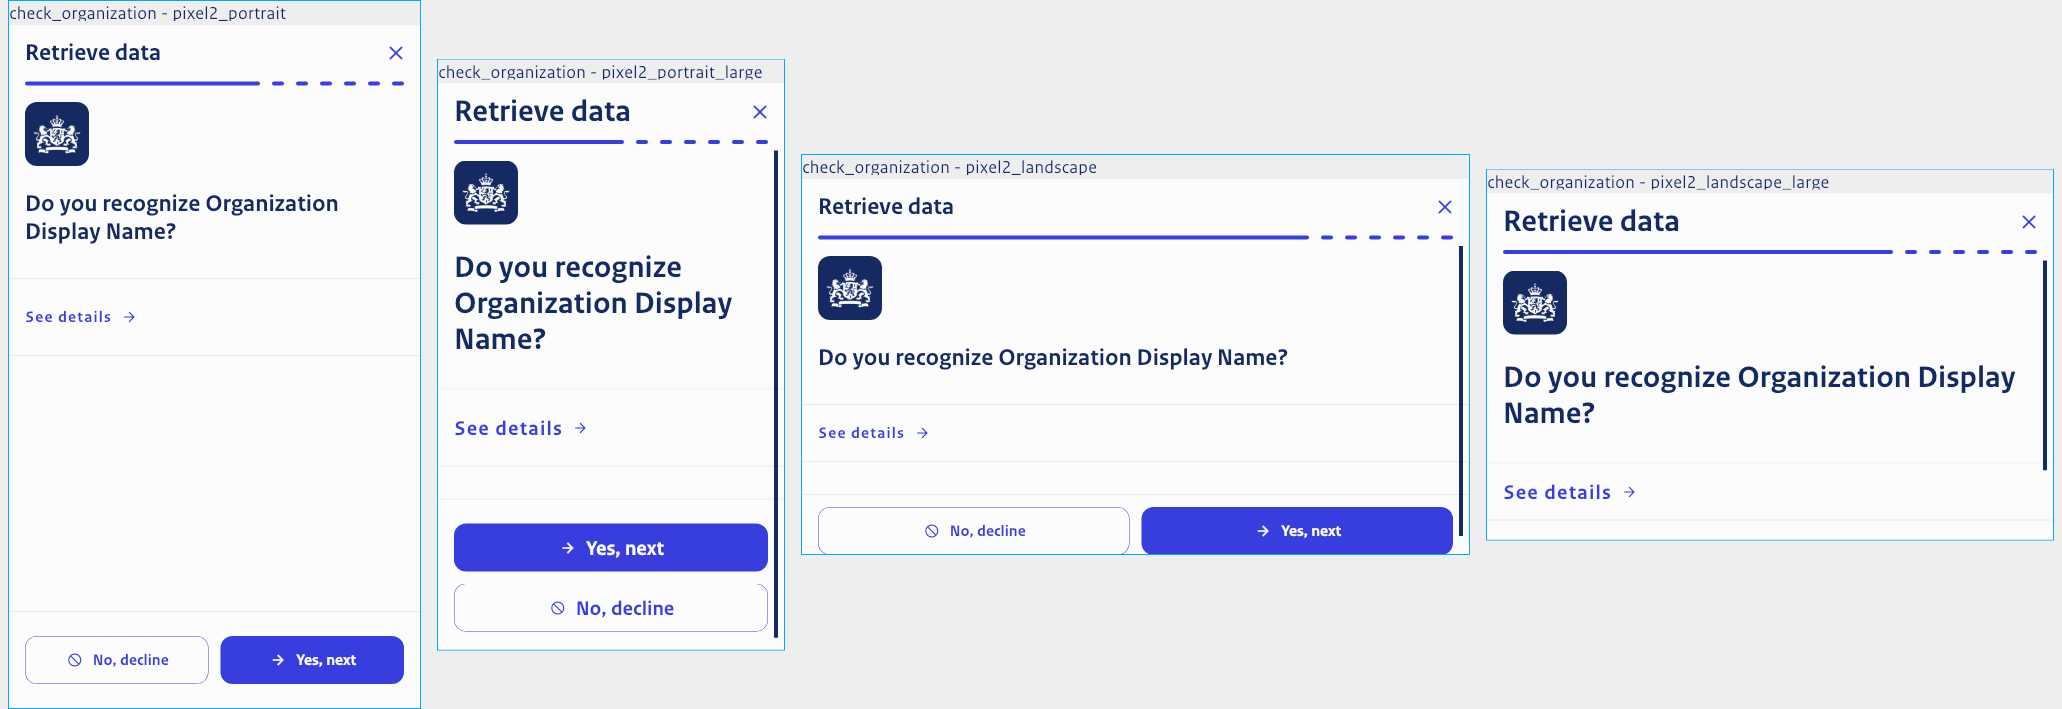 check_organization - pixel2_portrait
Retrieve data
Do you recognize Organization
Display Name?
See details
No, decline
Yes, next
check_organization - pixel2_portrait_large
Retrieve data
Do you recognize
Organization Display
Name?
See details
Yes, next
No, decline
check_organization - pixel2_landscape
Retrieve data
Do you recognize Organization Display Name?
See details
No, decline
Yes, next
check_organization - pixel2_landscape_large
Retrieve data
Do you recognize Organization Display
Name?
See details